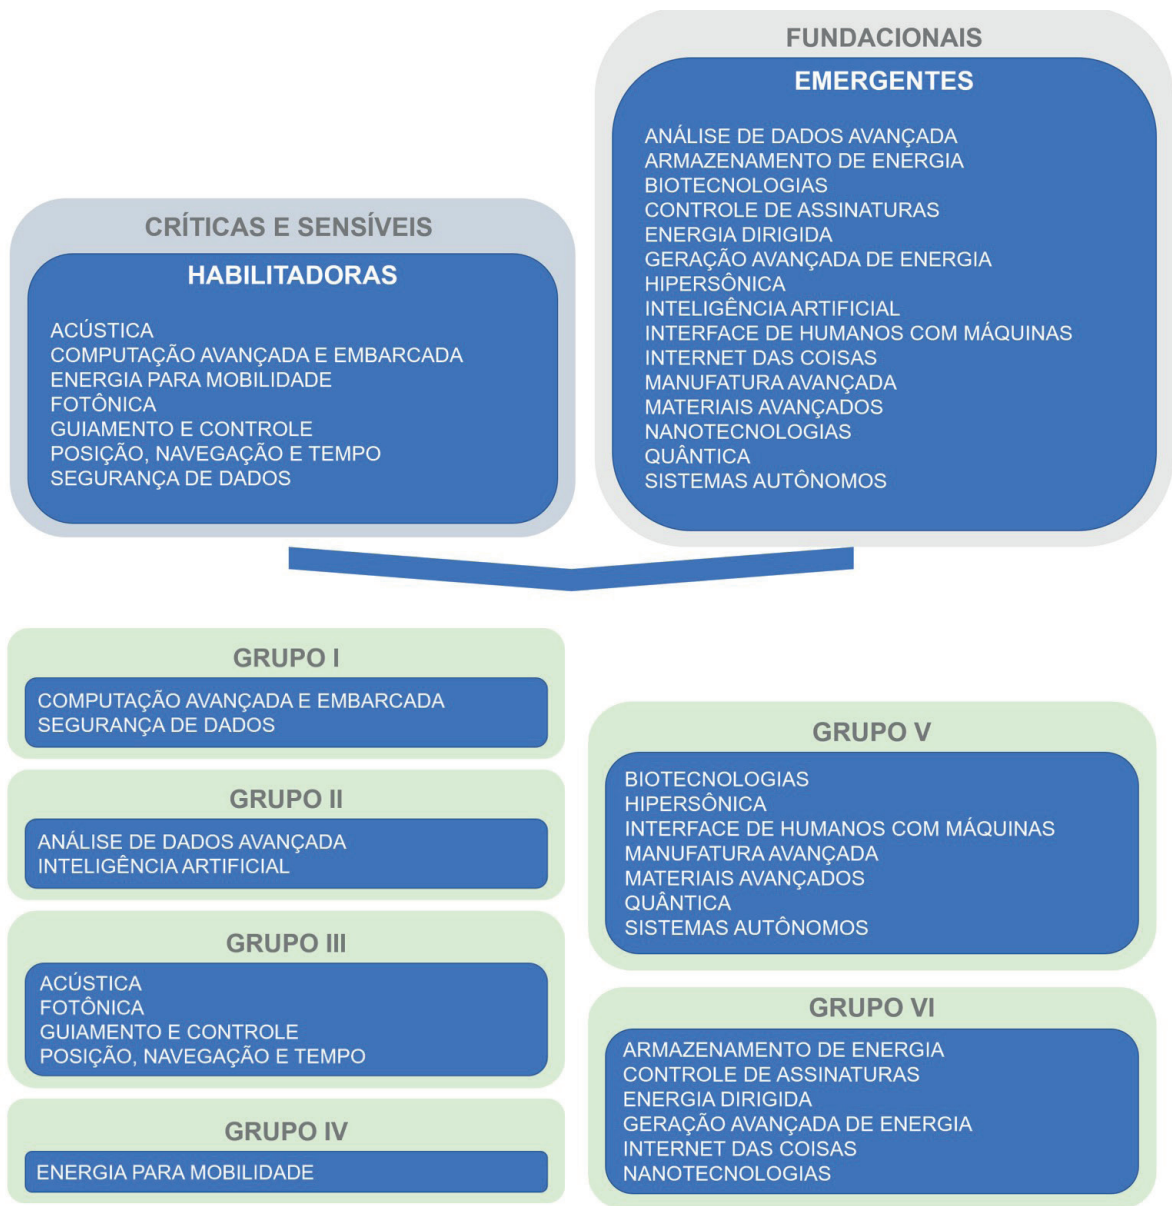 CRÍTICAS E SENSÍVEIS
HABILITADORAS
ACÚSTICA
COMPUTAÇÃO AVANÇADA E EMBARCADA
ENERGIA PARA MOBILIDADE
FOTÔNICA
GUIAMENTO E CONTROLE
POSIÇÃO, NAVEGAÇÃO E TEMPO
SEGURANÇA DE DADOS
FUNDACIONAIS
EMERGENTES
ANÁLISE DE DADOS AVANÇADA
ARMAZENAMENTO DE ENERGIA
BIOTECNOLOGIAS
CONTROLE DE ASSINATURAS
ENERGIA DIRIGIDA
GERAÇÃO AVANÇADA DE ENERGIA
HIPERSÔNICA
INTELIGÊNCIA ARTIFICIAL
INTERFACE DE HUMANOS COM MÁQUINAS
INTERNET DAS COISAS
MANUFATURA AVANÇADA
MATERIAIS AVANÇADOS
NANOTECNOLOGIAS
QUÂNTICA
SISTEMAS AUTÔNOMOS
GRUPO I
COMPUTAÇÃO AVANÇADA E EMBARCADA
SEGURANÇA DE DADOS
GRUPO II
ANÁLISE DE DADOS AVANÇADA
INTELIGÊNCIA ARTIFICIAL
GRUPO III
ACÚSTICA
FOTÔNICA
GUIAMENTO E CONTROLE
POSIÇÃO, NAVEGAÇÃO E TEMPO
GRUPO IV
ENERGIA PARA MOBILIDADE
GRUPO V
BIOTECNOLOGIAS
HIPERSÔNICA
INTERFACE DE HUMANOS COM MÁQUINAS
MANUFATURA AVANÇADA
MATERIAIS AVANÇADOS
QUÂNTICA
SISTEMAS AUTÔNOMOS
GRUPO VI
ARMAZENAMENTO DE ENERGIA
CONTROLE DE ASSINATURAS
ENERGIA DIRIGIDA
GERAÇÃO AVANÇADA DE ENERGIA
INTERNET DAS COISAS
NANOTECNOLOGIAS